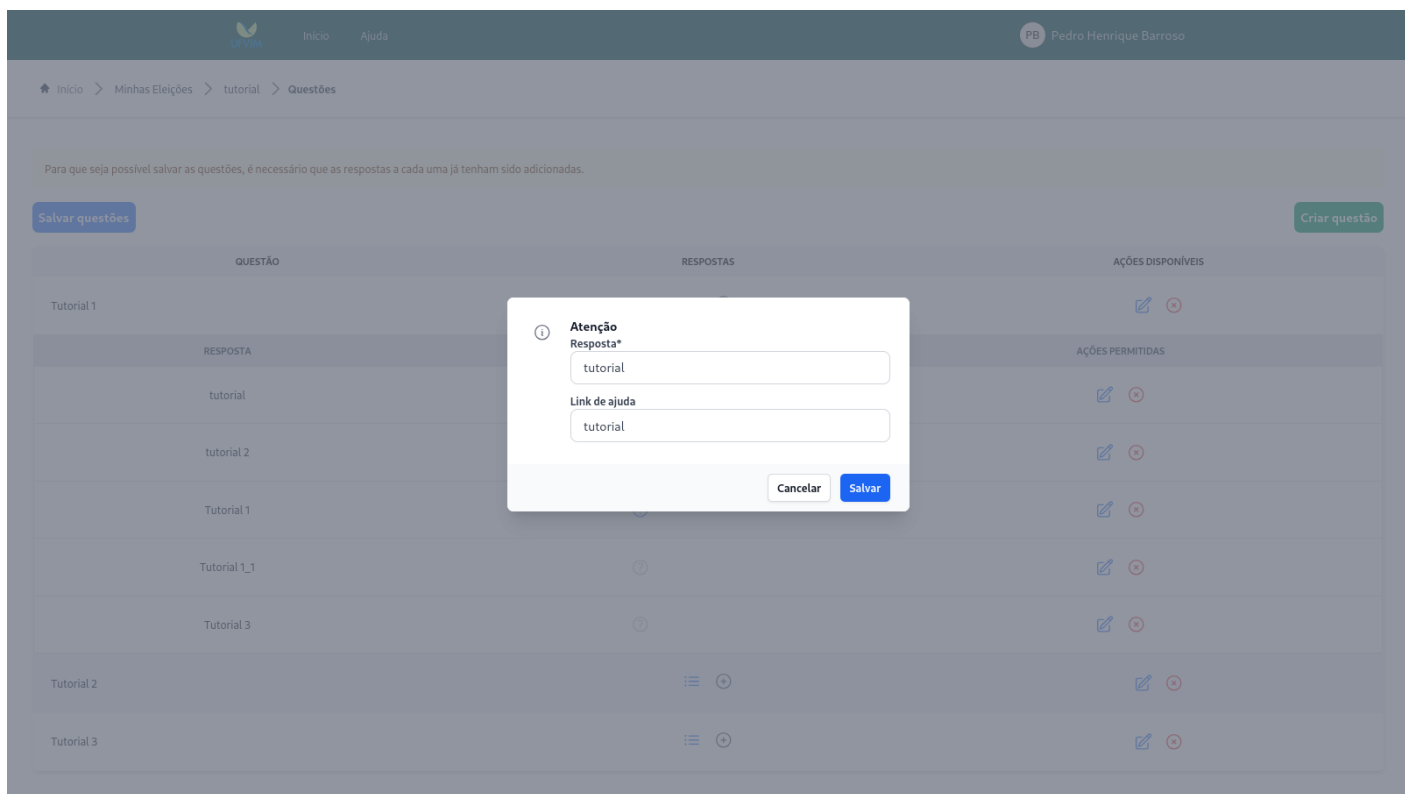 UFVIM
Início Ajuda
PB Pedro Henrique Barroso
Início Minhas Eleições tutorial Questões
Para que seja possível salvar as questões, é necessário que as respostas a cada uma já tenham sido adicionadas.
Salvar questões
Criar questão
QUESTÃO RESPOSTAS AÇÕES DISPONÍVEIS
Tutorial 1
RESPOSTA AÇÕES PERMITIDAS
tutorial
tutorial 2
Tutorial 1
Tutorial 1_1
Tutorial 3
Tutorial 2
Tutorial 3
Atenção
Resposta*
tutorial
Link de ajuda
tutorial
Cancelar Salvar